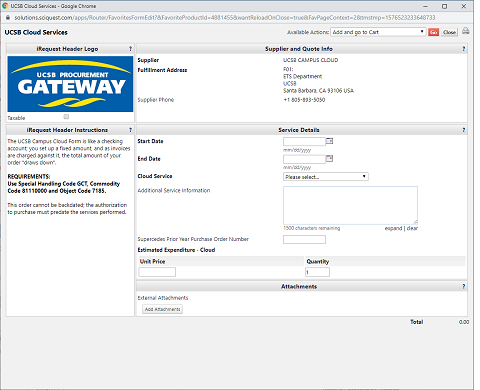 UCSB Cloud Services - Google Chrome
solutions.sciquest.com/apps/Router/FavoritesFormEdit?&FavoriteProductId=4881455&wantReloadOnClose=true&FavPageContext=2&tmstmp=1576523233648733
UCSB Cloud Services
Available Actions: Add and go to Cart Go Close
iRequest Header Logo ?
UCSB PROCUREMENT
GATEWAY
Taxable
iRequest Header Instructions ?
The UCSB Campus Cloud Form is like a checking
account: you set up a fixed amount, and as invoices
are charged against it, the total amount of your
order "draws down".
REQUIREMENTS:
Use Special Handling Code GCT, Commodity
Code 81110000 and Object Code 7185.
This order cannot be backdated; the authorization
to purchase must predate the services performed.
Supplier and Quote Info ?
Supplier UCSB CAMPUS CLOUD
Fulfillment Address F01:
ETS Department
UCSB
Santa Barbara, CA 93106 USA
Supplier Phone +1 805-893-5050
Service Details ?
Start Date
mm/dd/yyyy
End Date
mm/dd/yyyy
Cloud Service Please select...
Additional Service Information
1500 characters remaining expand | clear
Supercedes Prior Year Purchase Order Number
Estimated Expenditure - Cloud
Unit Price Quantity
1
Attachments ?
External Attachments
Add Attachments
Total 0.00